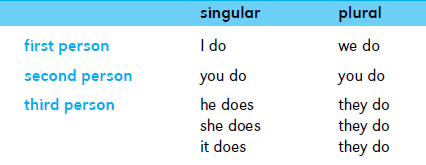 singular plural
first person I do we do
second person you do you do
third person he does they do
she does they do
it does they do